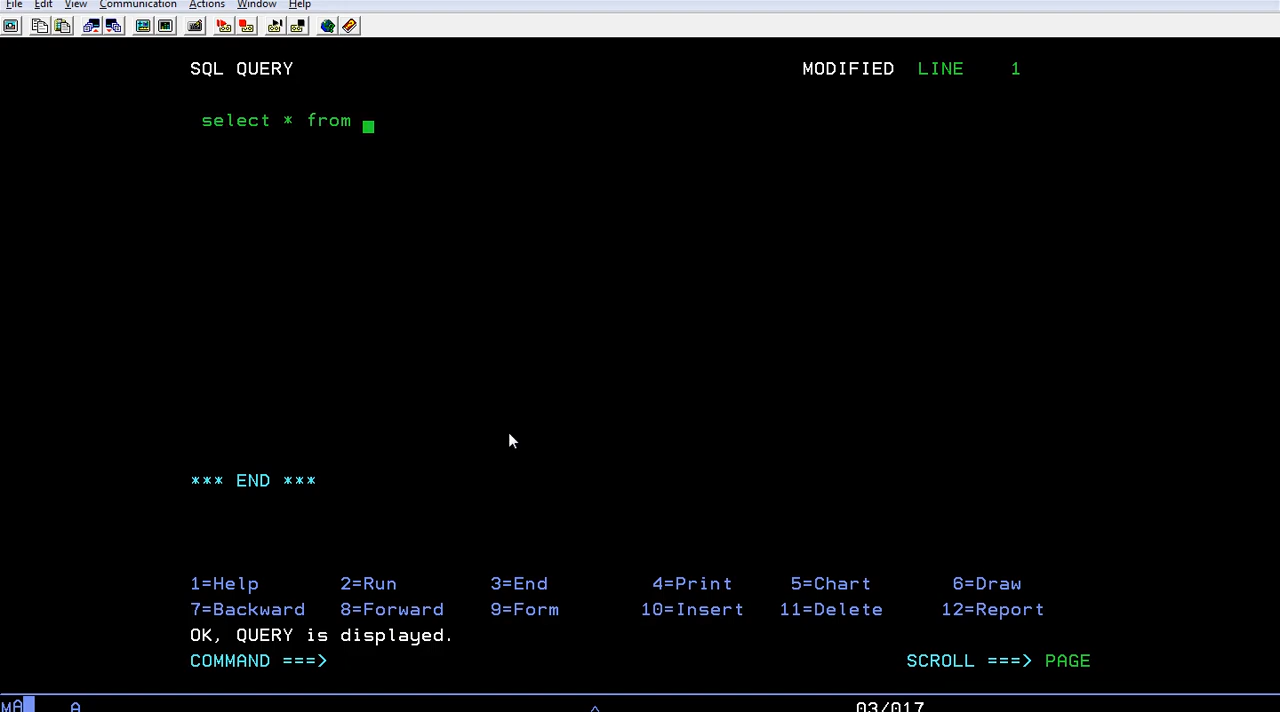 File Edit View Communication Actions Window Help
SQL QUERY MODIFIED LINE 1
select * from
*** END ***
1=Help 2=Run 3=End 4=Print 5=Chart 6=Draw
7=Backward 8=Forward 9=Form 10=Insert 11=Delete 12=Report
OK, QUERY is displayed.
COMMAND ===> SCROLL ===> PAGE
MA A ^ 03/017